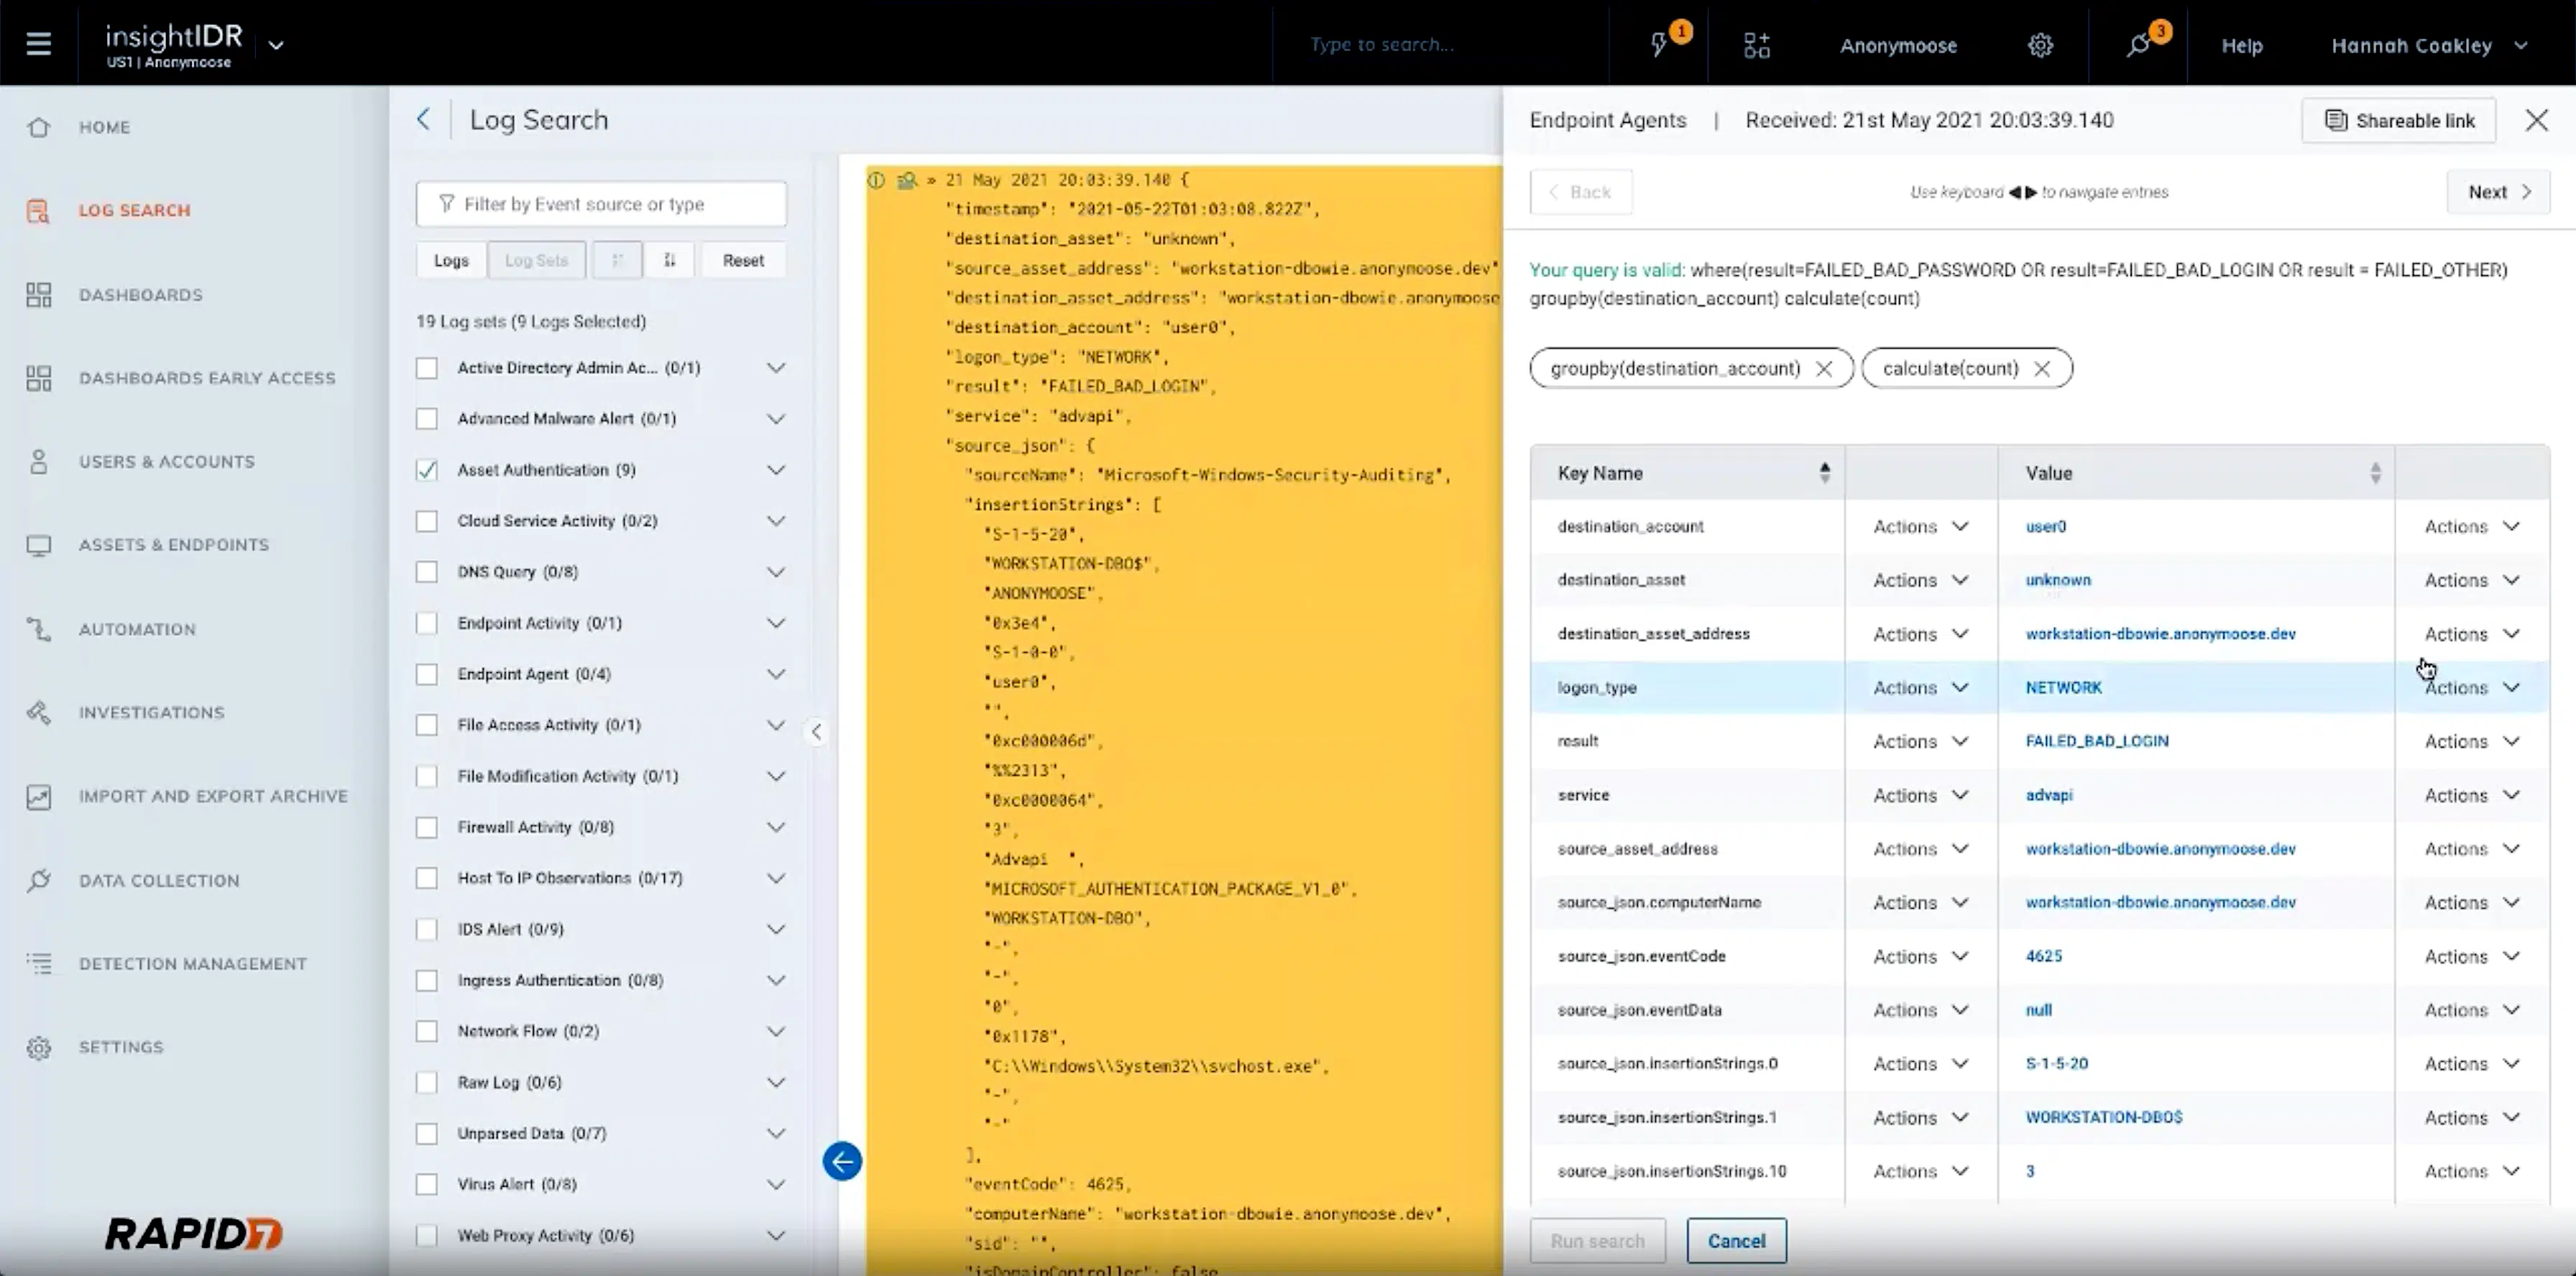 insightIDR
US1 | Anonymoose
Type to search...
1
Anonymoose
3
Help
Hannah Coakley
HOME
LOG SEARCH
DASHBOARDS
DASHBOARDS EARLY ACCESS
USERS & ACCOUNTS
ASSETS & ENDPOINTS
AUTOMATION
INVESTIGATIONS
IMPORT AND EXPORT ARCHIVE
DATA COLLECTION
DETECTION MANAGEMENT
SETTINGS
RAPID7
Log Search
Filter by Event source or type
Logs
Log Sets
Reset
19 Log sets (9 Logs Selected)
Active Directory Admin Ac... (0/1)
Advanced Malware Alert (0/1)
Asset Authentication (9)
Cloud Service Activity (0/2)
DNS Query (0/8)
Endpoint Activity (0/1)
Endpoint Agent (0/4)
File Access Activity (0/1)
File Modification Activity (0/1)
Firewall Activity (0/8)
Host To IP Observations (0/17)
IDS Alert (0/9)
Ingress Authentication (0/8)
Network Flow (0/2)
Raw Log (0/6)
Unparsed Data (0/7)
Virus Alert (0/8)
Web Proxy Activity (0/6)
» 21 May 2021 20:03:39.140 {
"timestamp": "2021-05-22T01:03:08.822Z",
"destination_asset": "unknown",
"source_asset_address": "workstation-dbowie.anonymoose.dev"
"destination_asset_address": "workstation-dbowie.anonymoose
"destination_account": "user0",
"logon_type": "NETWORK",
"result": "FAILED_BAD_LOGIN",
"service": "advapi",
"source_json": {
"sourceName": "Microsoft-Windows-Security-Auditing",
"insertionStrings": [
"S-1-5-20",
"WORKSTATION-DBO$",
"ANONYMOOSE",
"0x3e4",
"S-1-0-0",
"user0",
"",
"0xc000006d",
"%%2313",
"0xc0000064",
"3",
"Advapi  ",
"MICROSOFT_AUTHENTICATION_PACKAGE_V1_0",
"WORKSTATION-DBO",
"-",
"-",
"0",
"0x1178",
"C:\\Windows\\System32\\svchost.exe",
"-",
"-"
],
"eventCode": 4625,
"computerName": "workstation-dbowie.anonymoose.dev",
"sid": "",
"isDomainController": false
Endpoint Agents | Received: 21st May 2021 20:03:39.140
Shareable link
Back
Use keyboard ◀ ▶ to navigate entries
Next
Your query is valid: where(result=FAILED_BAD_PASSWORD OR result=FAILED_BAD_LOGIN OR result = FAILED_OTHER)
groupby(destination_account) calculate(count)
groupby(destination_account)
calculate(count)
Key Name Value
destination_account Actions user0 Actions
destination_asset Actions unknown Actions
destination_asset_address Actions workstation-dbowie.anonymoose.dev Actions
logon_type Actions NETWORK Actions
result Actions FAILED_BAD_LOGIN Actions
service Actions advapi Actions
source_asset_address Actions workstation-dbowie.anonymoose.dev Actions
source_json.computerName Actions workstation-dbowie.anonymoose.dev Actions
source_json.eventCode Actions 4625 Actions
source_json.eventData Actions null Actions
source_json.insertionStrings.0 Actions S-1-5-20 Actions
source_json.insertionStrings.1 Actions WORKSTATION-DBO$ Actions
source_json.insertionStrings.10 Actions 3 Actions
Run search
Cancel